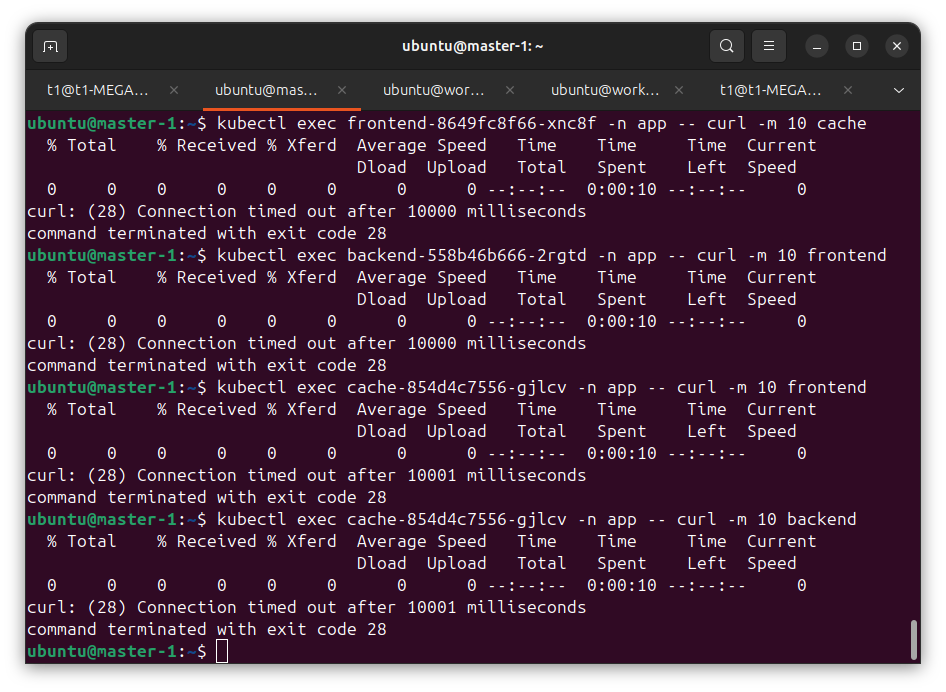 ubuntu@master-1: ~
t1@t1-MEGA... ubuntu@mas... ubuntu@wor... ubuntu@work... t1@t1-MEGA...
ubuntu@master-1:~$ kubectl exec frontend-8649fc8f66-xnc8f -n app -- curl -m 10 cache
  % Total    % Received % Xferd  Average Speed   Time    Time     Time  Current
                                 Dload  Upload   Total   Spent    Left  Speed
  0     0    0     0    0     0      0      0 --:--:--  0:00:10 --:--:--     0
curl: (28) Connection timed out after 10000 milliseconds
command terminated with exit code 28
ubuntu@master-1:~$ kubectl exec backend-558b46b666-2rgtd -n app -- curl -m 10 frontend
  % Total    % Received % Xferd  Average Speed   Time    Time     Time  Current
                                 Dload  Upload   Total   Spent    Left  Speed
  0     0    0     0    0     0      0      0 --:--:--  0:00:10 --:--:--     0
curl: (28) Connection timed out after 10000 milliseconds
command terminated with exit code 28
ubuntu@master-1:~$ kubectl exec cache-854d4c7556-gjlcv -n app -- curl -m 10 frontend
  % Total    % Received % Xferd  Average Speed   Time    Time     Time  Current
                                 Dload  Upload   Total   Spent    Left  Speed
  0     0    0     0    0     0      0      0 --:--:--  0:00:10 --:--:--     0
curl: (28) Connection timed out after 10001 milliseconds
command terminated with exit code 28
ubuntu@master-1:~$ kubectl exec cache-854d4c7556-gjlcv -n app -- curl -m 10 backend
  % Total    % Received % Xferd  Average Speed   Time    Time     Time  Current
                                 Dload  Upload   Total   Spent    Left  Speed
  0     0    0     0    0     0      0      0 --:--:--  0:00:10 --:--:--     0
curl: (28) Connection timed out after 10001 milliseconds
command terminated with exit code 28
ubuntu@master-1:~$